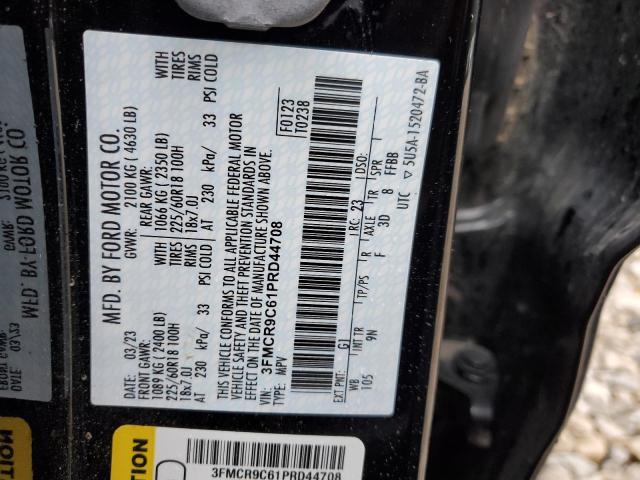 MFD. BY FORD MOTOR CO.
DATE: 03/23
GVWR: 2100 KG ( 4630 LB)
FRONT GAWR:
REAR GAWR:
1089 KG ( 2400 LB)
1066 KG ( 2350 LB)
WITH
225/60R18 100H
225/60R18 100H
TIRES
18x7.0J
18x7.0J
RIMS
AT 230 kPa/ 33 PSI COLD
AT 230 kPa/ 33 PSI COLD
THIS VEHICLE CONFORMS TO ALL APPLICABLE FEDERAL MOTOR
VEHICLE SAFETY AND THEFT PREVENTION STANDARDS IN
EFFECT ON THE DATE OF MANUFACTURE SHOWN ABOVE.
VIN: 3FMCR9C61PRD44708
TYPE: MPV
F0123
T0238
EXT PNT: G1
RC: 23
DSO:
WB
INT TR
TP/PS
R
AXLE
TR
SPR
105
9N
F
3D
8
FFBB
UTC ▽ 5U5A-1520472-BA
3FMCR9C61PRD44708